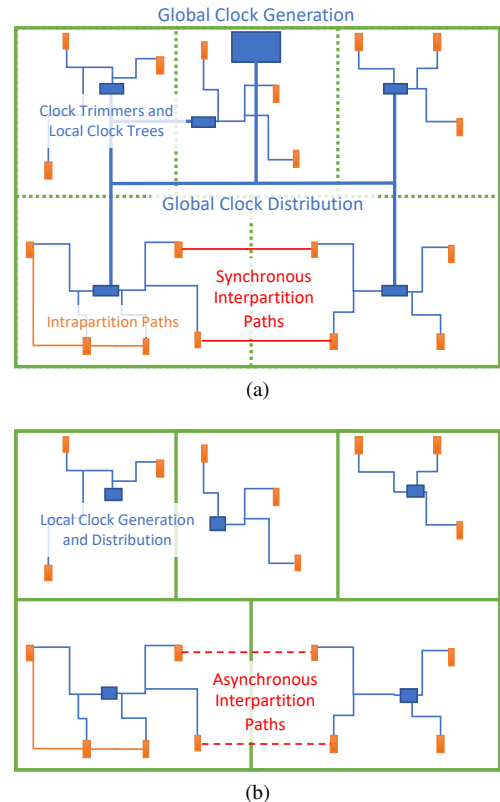 Global Clock Generation
Clock Trimmers and
Local Clock Trees
Global Clock Distribution
Synchronous
Interpartition
Paths
Intrapartition Paths
(a)
Local Clock Generation
and Distribution
Asynchronous
Interpartition
Paths
(b)